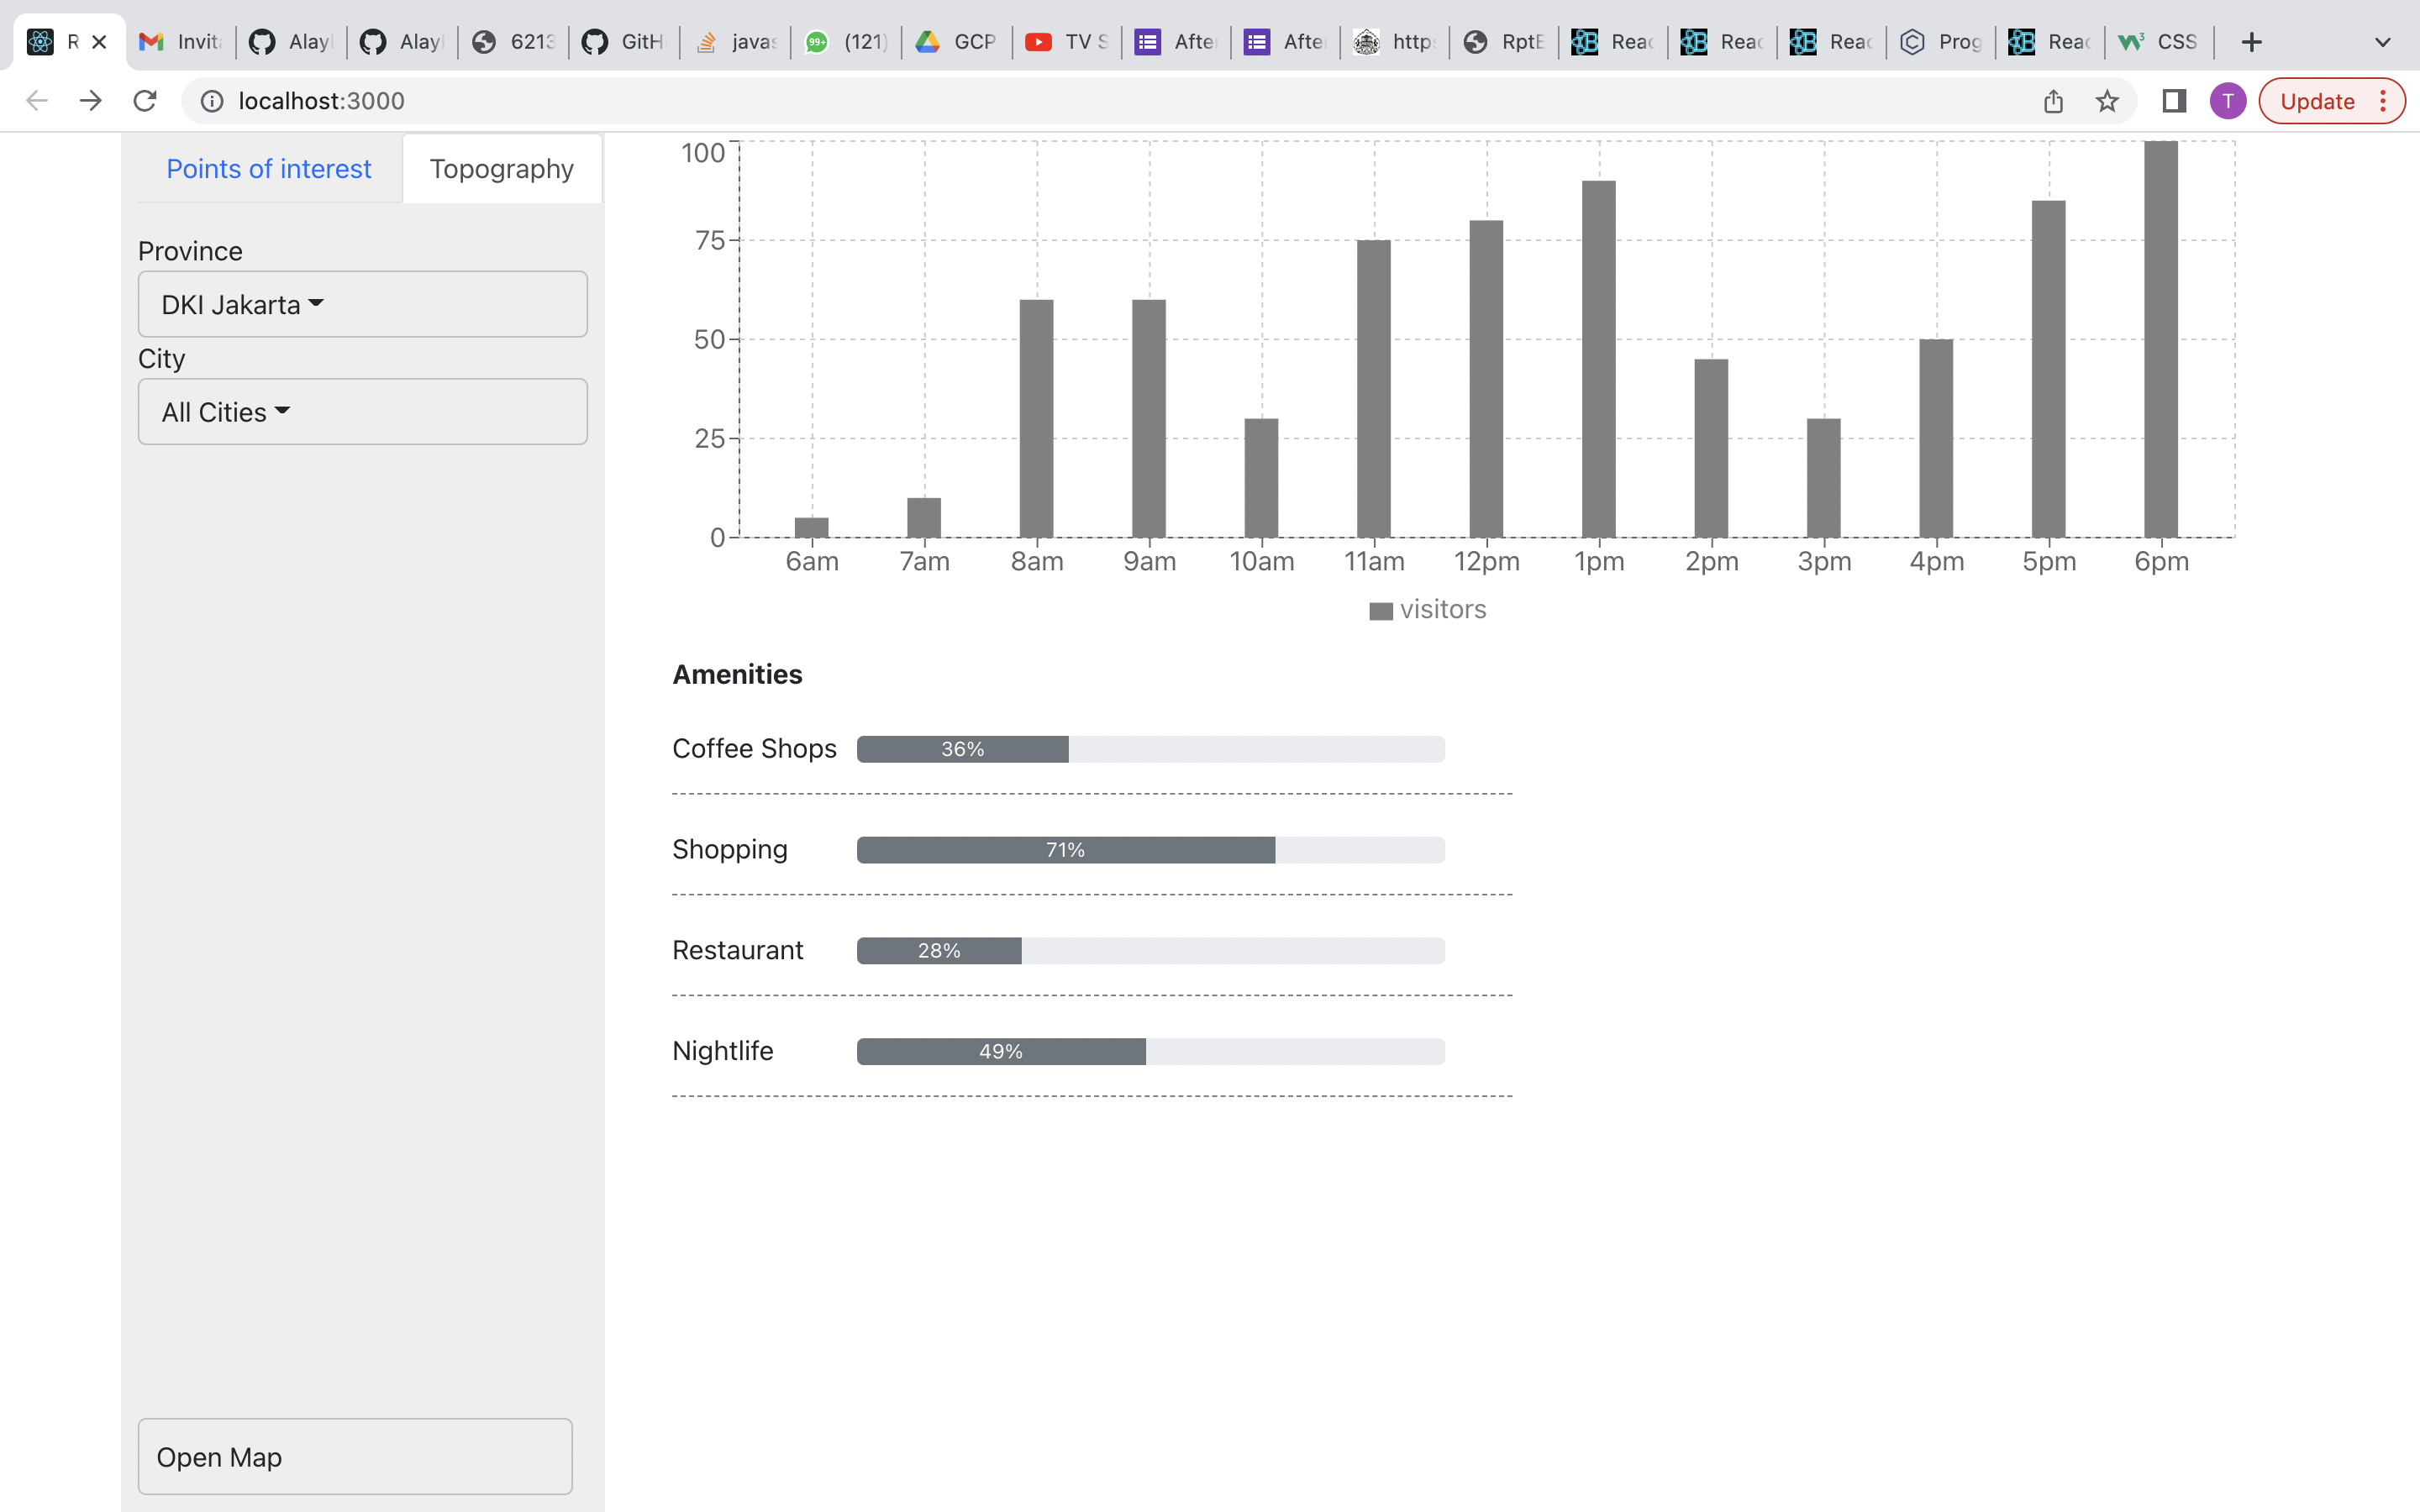 R
Invit
Alay
Alay
6213
GitH
javas
99+
(121)
GCP
TV S
Afte
Afte
http
RptE
Reac
Reac
Reac
Prog
Reac
CSS
localhost:3000
T
Update
Points of interest
Topography
Province
DKI Jakarta
City
All Cities
Open Map
100
75
50
25
0
6am 7am 8am 9am 10am 11am 12pm 1pm 2pm 3pm 4pm 5pm 6pm
visitors
Amenities
Coffee Shops 36%
Shopping 71%
Restaurant 28%
Nightlife 49%